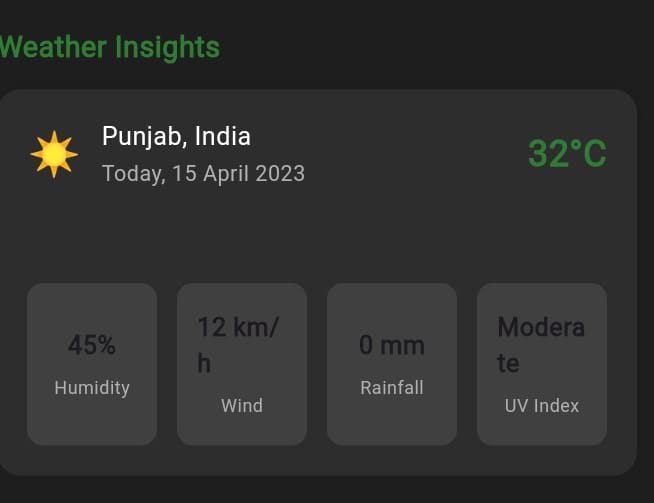 Weather Insights
Punjab, India
Today, 15 April 2023
32°C
45%
Humidity
12 km/
h
Wind
0 mm
Rainfall
Modera
te
UV Index